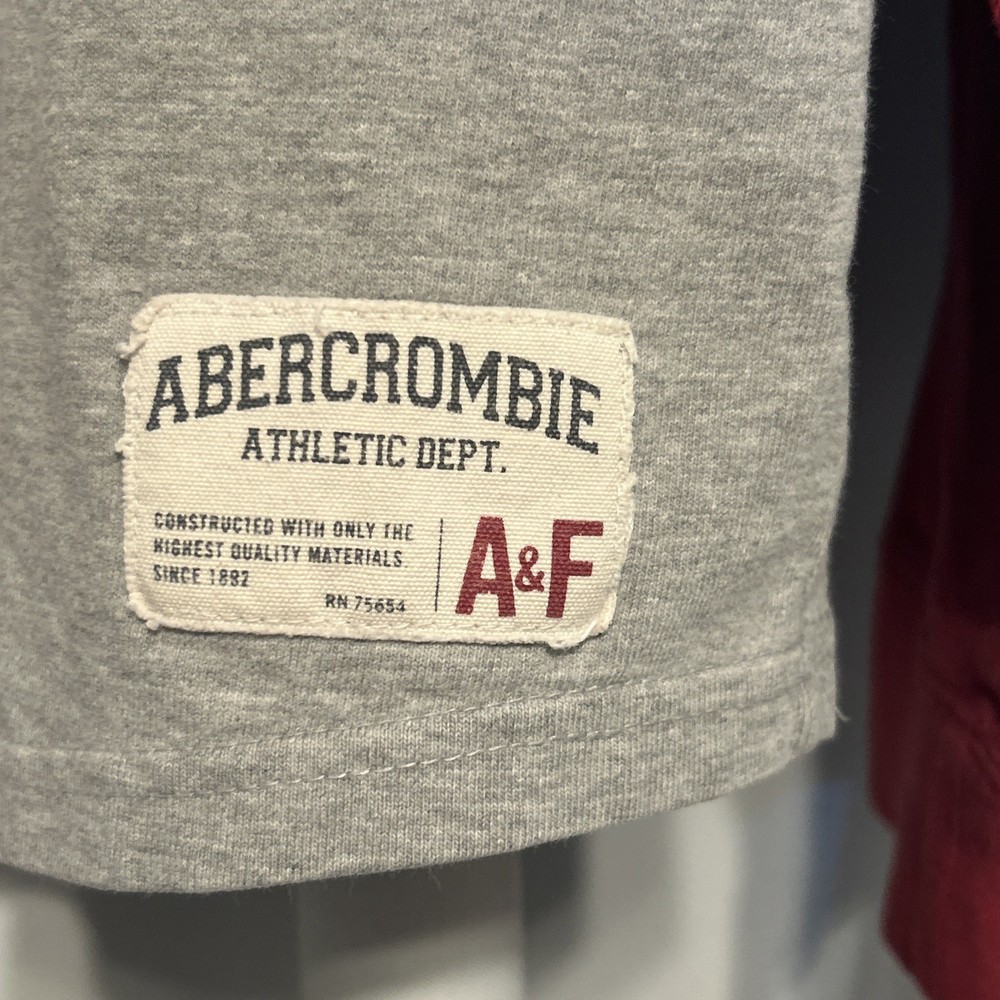 ABERCROMBIE
ATHLETIC DEPT.
CONSTRUCTED WITH ONLY THE
HIGHEST QUALITY MATERIALS.
SINCE 1892
RN 75654
A&F